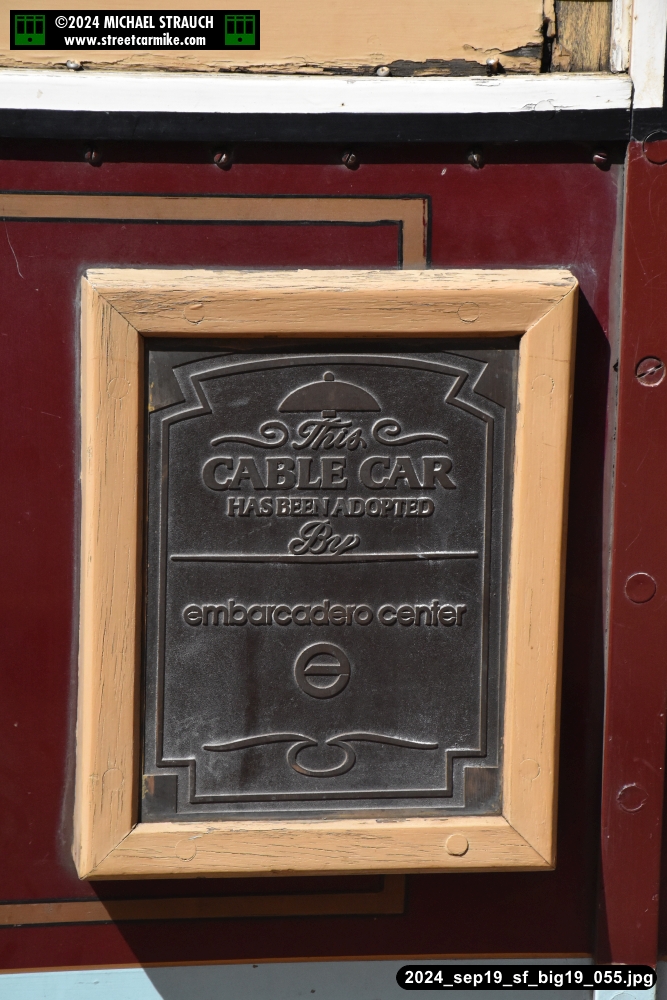 ©2024 MICHAEL STRAUCH
www.streetcarmike.com
This
CABLE CAR
HAS BEEN ADOPTED
By
embarcadero center
e
2024_sep19_sf_big19_055.jpg